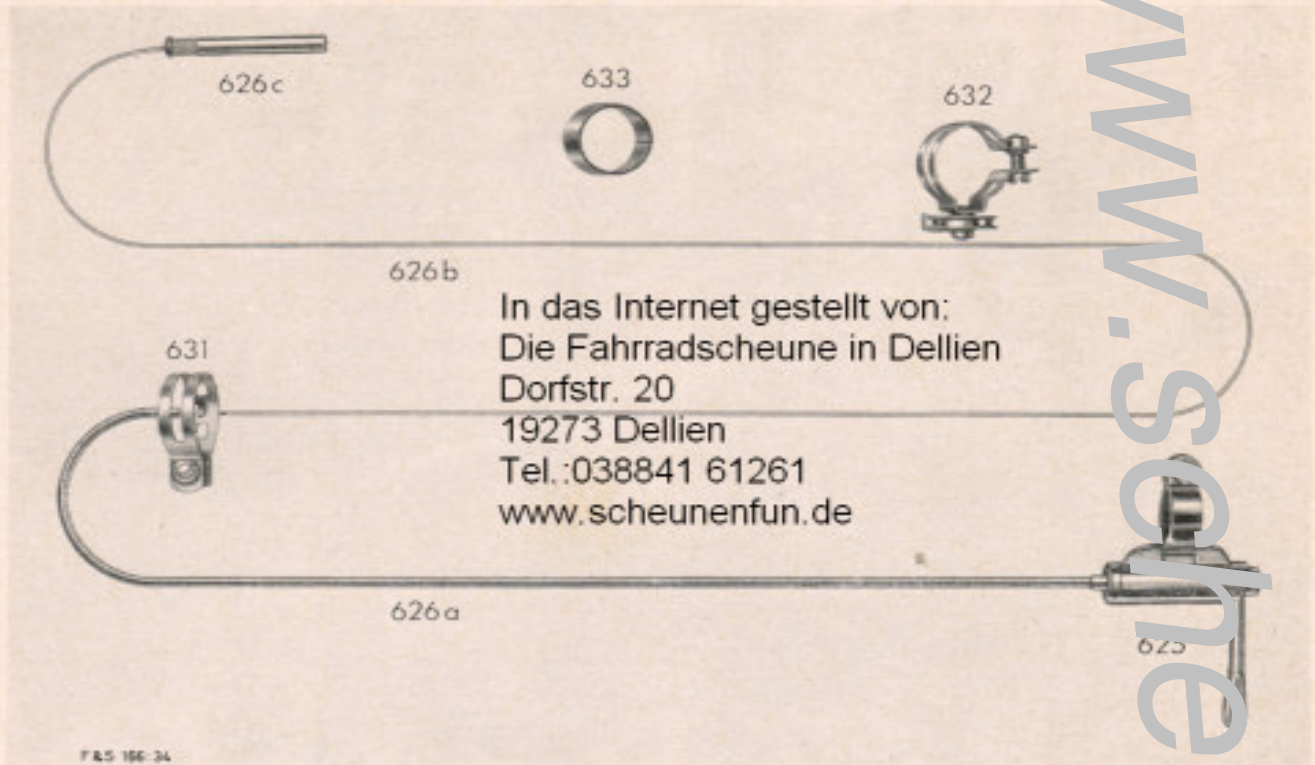 626c
633
632
626b
In das Internet gestellt von:
Die Fahrradscheune in Dellien
Dorfstr. 20
19273 Dellien
Tel.:038841 61261
www.scheunenfun.de
631
626a
625
F&S 166 34
ww.sche